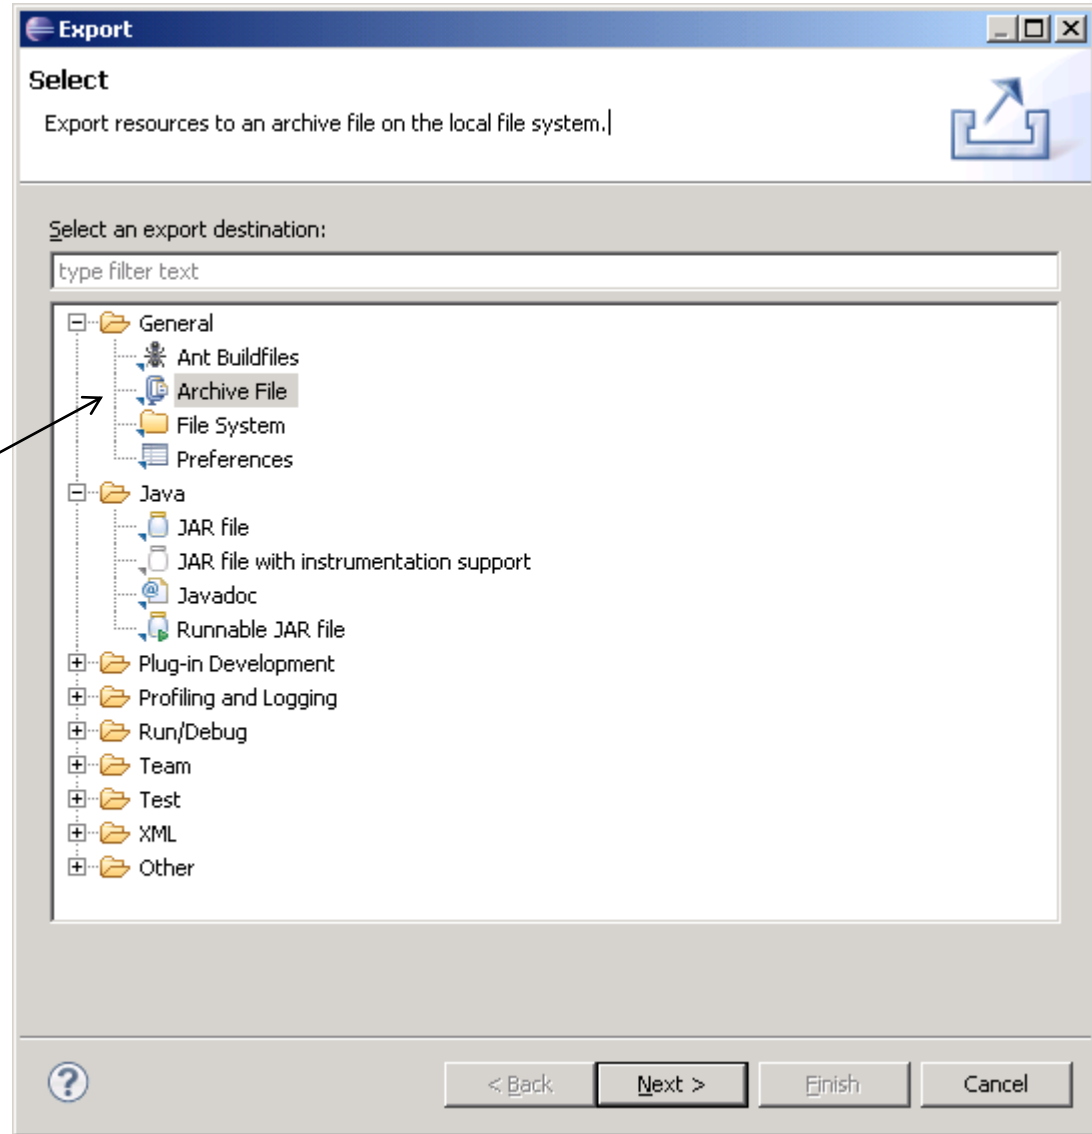 Export
Select
Export resources to an archive file on the local file system.
Select an export destination:
type filter text
General
Ant Buildfiles
Archive File
File System
Preferences
Java
JAR file
JAR file with instrumentation support
Javadoc
Runnable JAR file
Plug-in Development
Profiling and Logging
Run/Debug
Team
Test
XML
Other
< Back Next > Finish Cancel